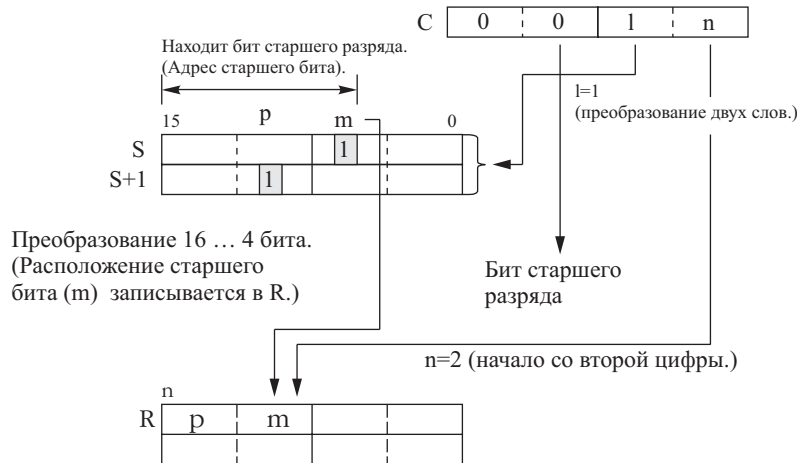 C 0 0 l n
Находит бит старшего разряда.
(Адрес старшего бита).
l=1
(преобразование двух слов.)
15 p m 0
S 1
S+1 1
Преобразование 16 … 4 бита.
(Расположение старшего
бита (m) записывается в R.)
Бит старшего
разряда
n=2 (начало со второй цифры.)
n
R p m